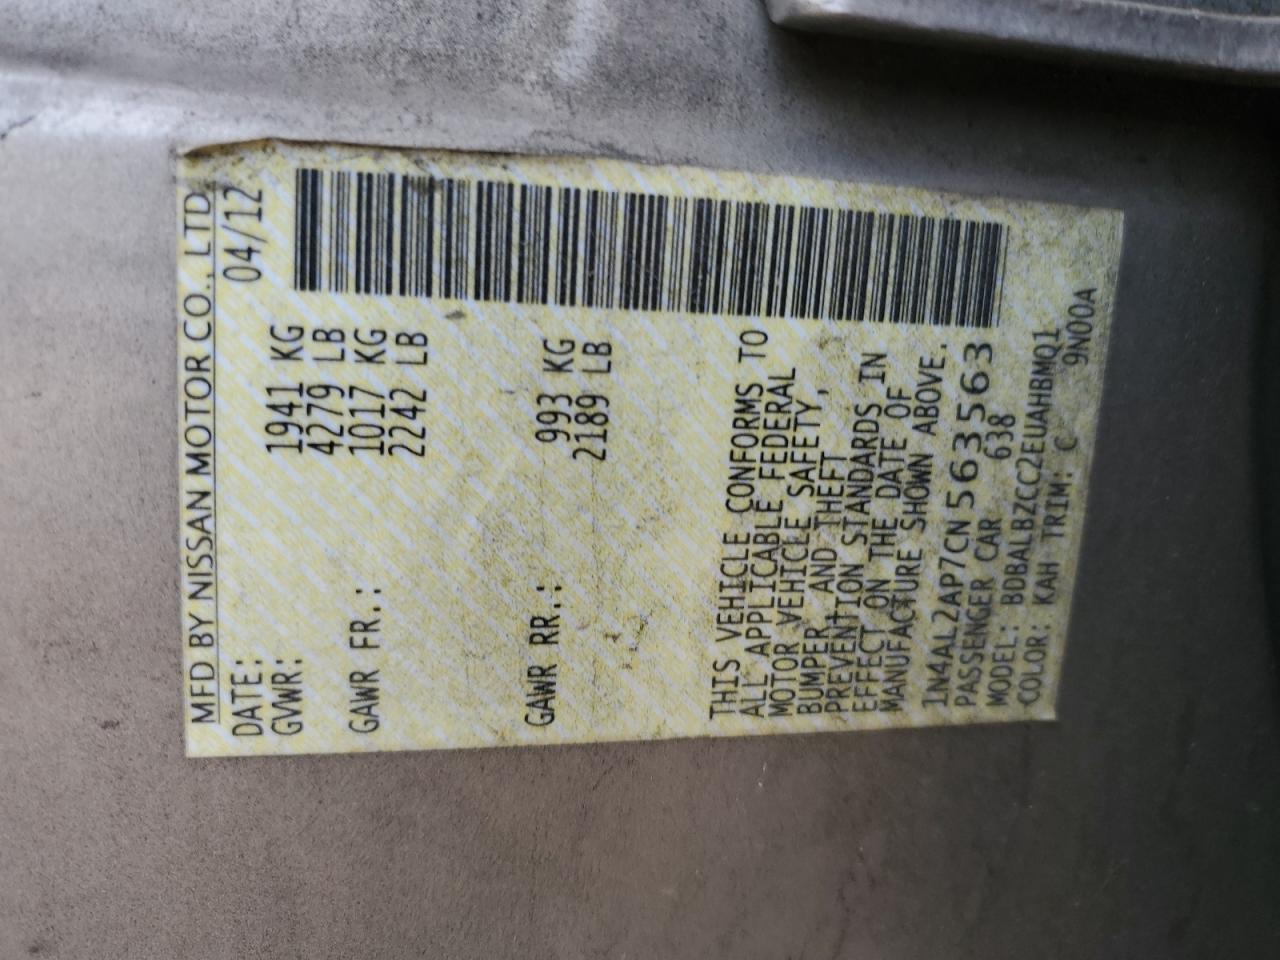 MFD BY NISSAN MOTOR CO., LTD
DATE: 04/12
GVWR: 1941 KG
4279 LB
GAWR FR.: 1017 KG
2242 LB
GAWR RR.: 993 KG
2189 LB
THIS VEHICLE CONFORMS TO
ALL APPLICABLE FEDERAL
MOTOR VEHICLE SAFETY,
BUMPER, AND THEFT
PREVENTION STANDARDS IN
EFFECT ON THE DATE OF
MANUFACTURE SHOWN ABOVE.
1N4AL2AP7CN563563
PASSENGER CAR 638
MODEL: BDBALBZCC2EUAHBMQ1
COLOR: KAH TRIM: C 9N00A